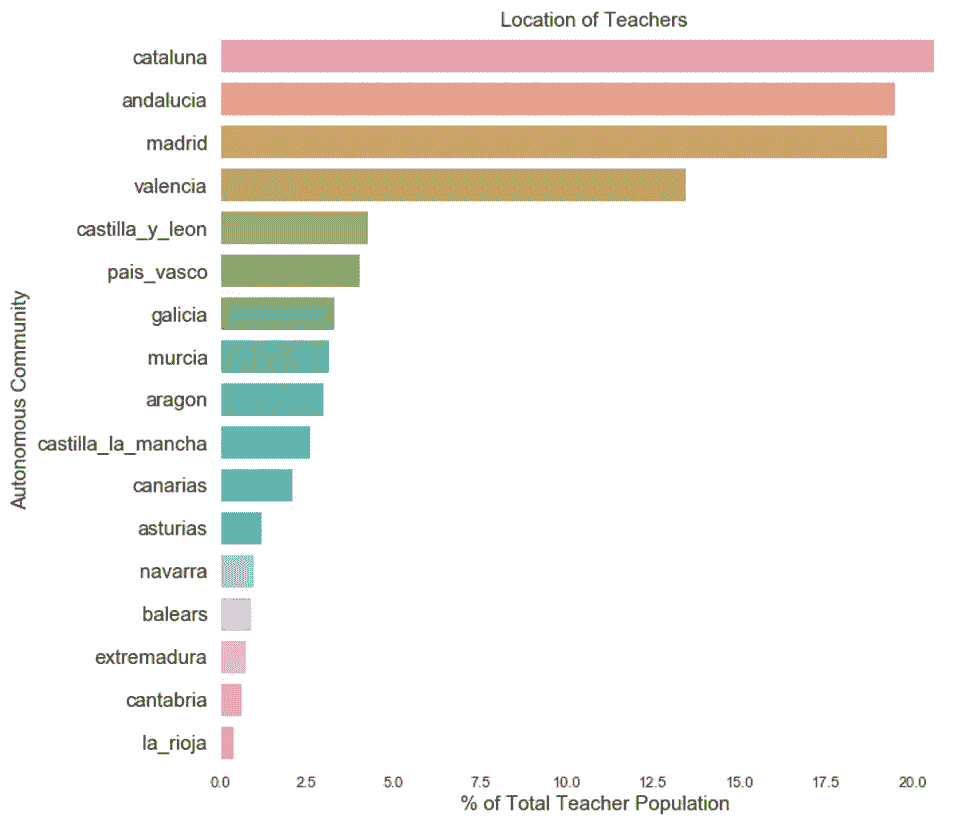 Location of Teachers
cataluna
andalucia
madrid
valencia
castilla_y_leon
pais_vasco
galicia
murcia
aragon
castilla_la_mancha
canarias
asturias
navarra
balears
extremadura
cantabria
la_rioja
Autonomous Community
0.0 2.5 5.0 7.5 10.0 12.5 15.0 17.5 20.0
% of Total Teacher Population